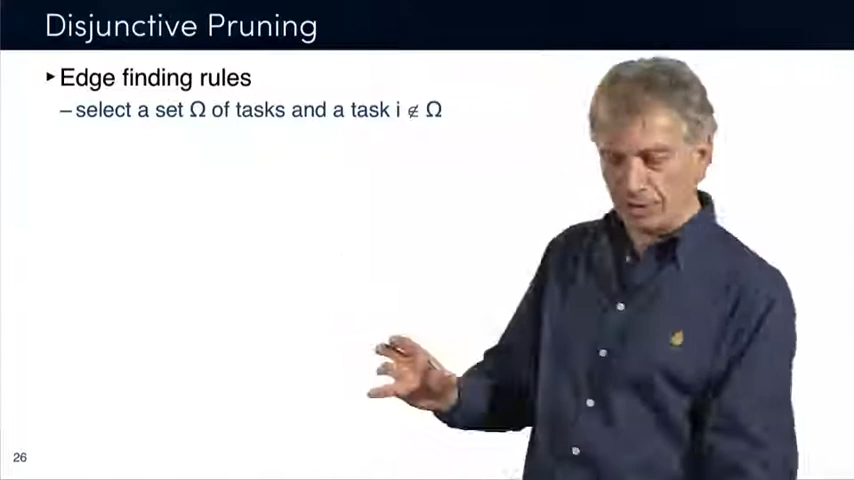 Disjunctive Pruning
‣ Edge finding rules
– select a set Ω of tasks and a task i ∉ Ω
26